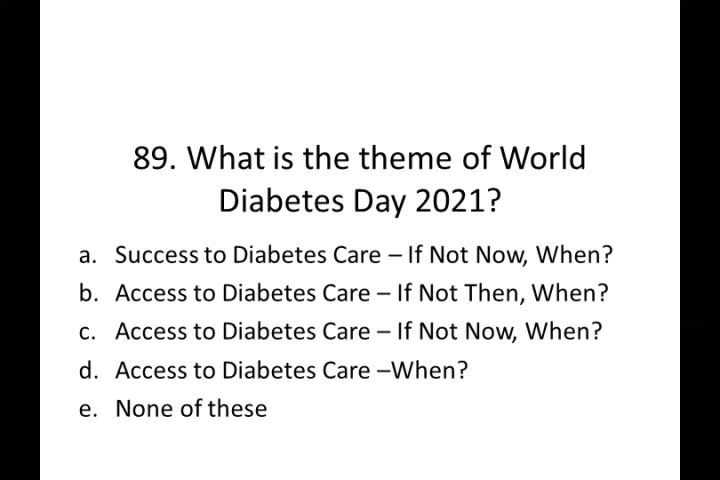 89. What is the theme of World
Diabetes Day 2021?
a. Success to Diabetes Care – If Not Now, When?
b. Access to Diabetes Care – If Not Then, When?
c. Access to Diabetes Care – If Not Now, When?
d. Access to Diabetes Care –When?
e. None of these